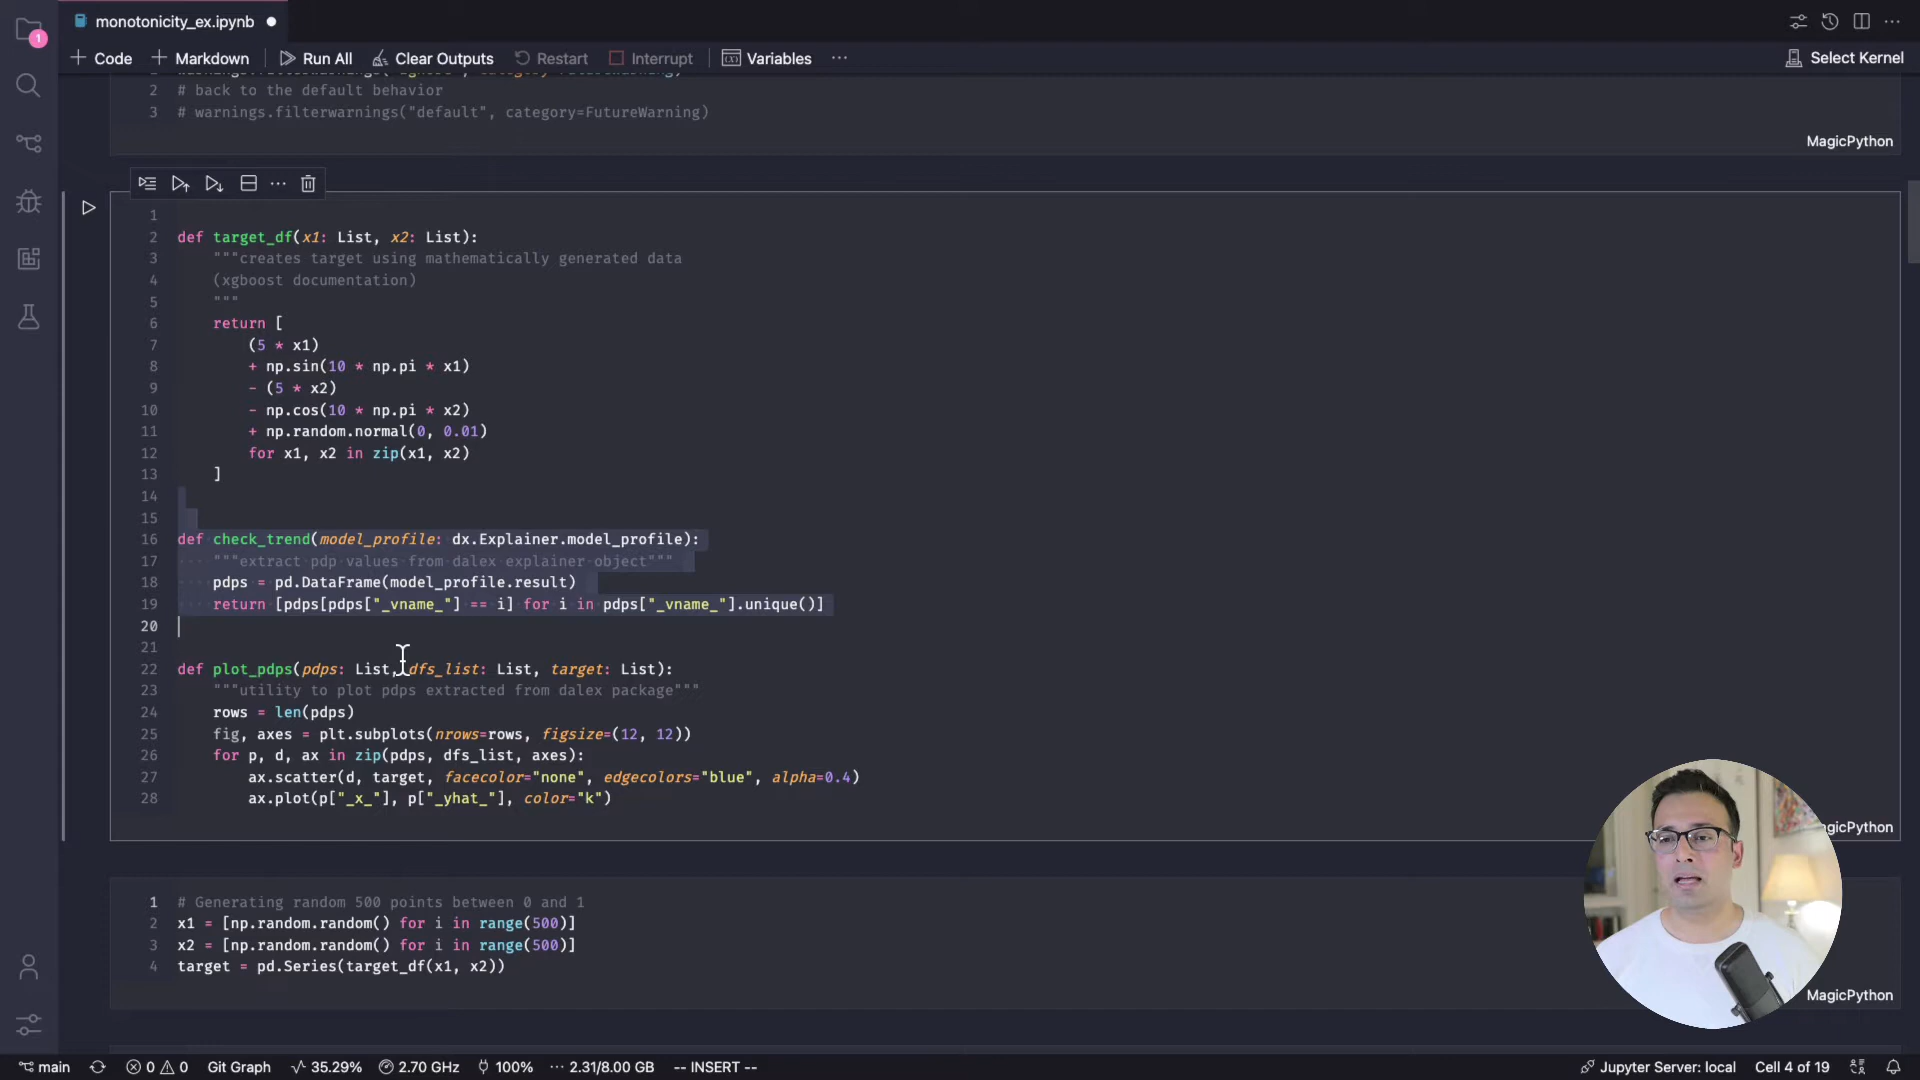 monotonicity_ex.ipynb
1
Code
Markdown
Run All
Clear Outputs
Restart
Interrupt
Variables
Select Kernel
2 # back to the default behavior
3 # warnings.filterwarnings("default", category=FutureWarning)
MagicPython
1
2 def target_df(x1: List, x2: List):
3 """creates target using mathematically generated data
4 (xgboost documentation)
5 """
6 return [
7 (5 * x1)
8 + np.sin(10 * np.pi * x1)
9 - (5 * x2)
10 - np.cos(10 * np.pi * x2)
11 + np.random.normal(0, 0.01)
12 for x1, x2 in zip(x1, x2)
13 ]
14
15
16 def check_trend(model_profile: dx.Explainer.model_profile):
17 """extract pdp values from dalex explainer object"""
18 pdps = pd.DataFrame(model_profile.result)
19 return [pdps[pdps["_vname_"] == i] for i in pdps["_vname_"].unique()]
20
21
22 def plot_pdps(pdps: List, dfs_list: List, target: List):
23 """utility to plot pdps extracted from dalex package"""
24 rows = len(pdps)
25 fig, axes = plt.subplots(nrows=rows, figsize=(12, 12))
26 for p, d, ax in zip(pdps, dfs_list, axes):
27 ax.scatter(d, target, facecolor="none", edgecolors="blue", alpha=0.4)
28 ax.plot(p["_x_"], p["_yhat_"], color="k")
1 # Generating random 500 points between 0 and 1
2 x1 = [np.random.random() for i in range(500)]
3 x2 = [np.random.random() for i in range(500)]
4 target = pd.Series(target_df(x1, x2))
MagicPython
main
0
0
Git Graph
35.29%
2.70 GHz
100%
2.31/8.00 GB
-- INSERT --
Jupyter Server: local
Cell 4 of 19